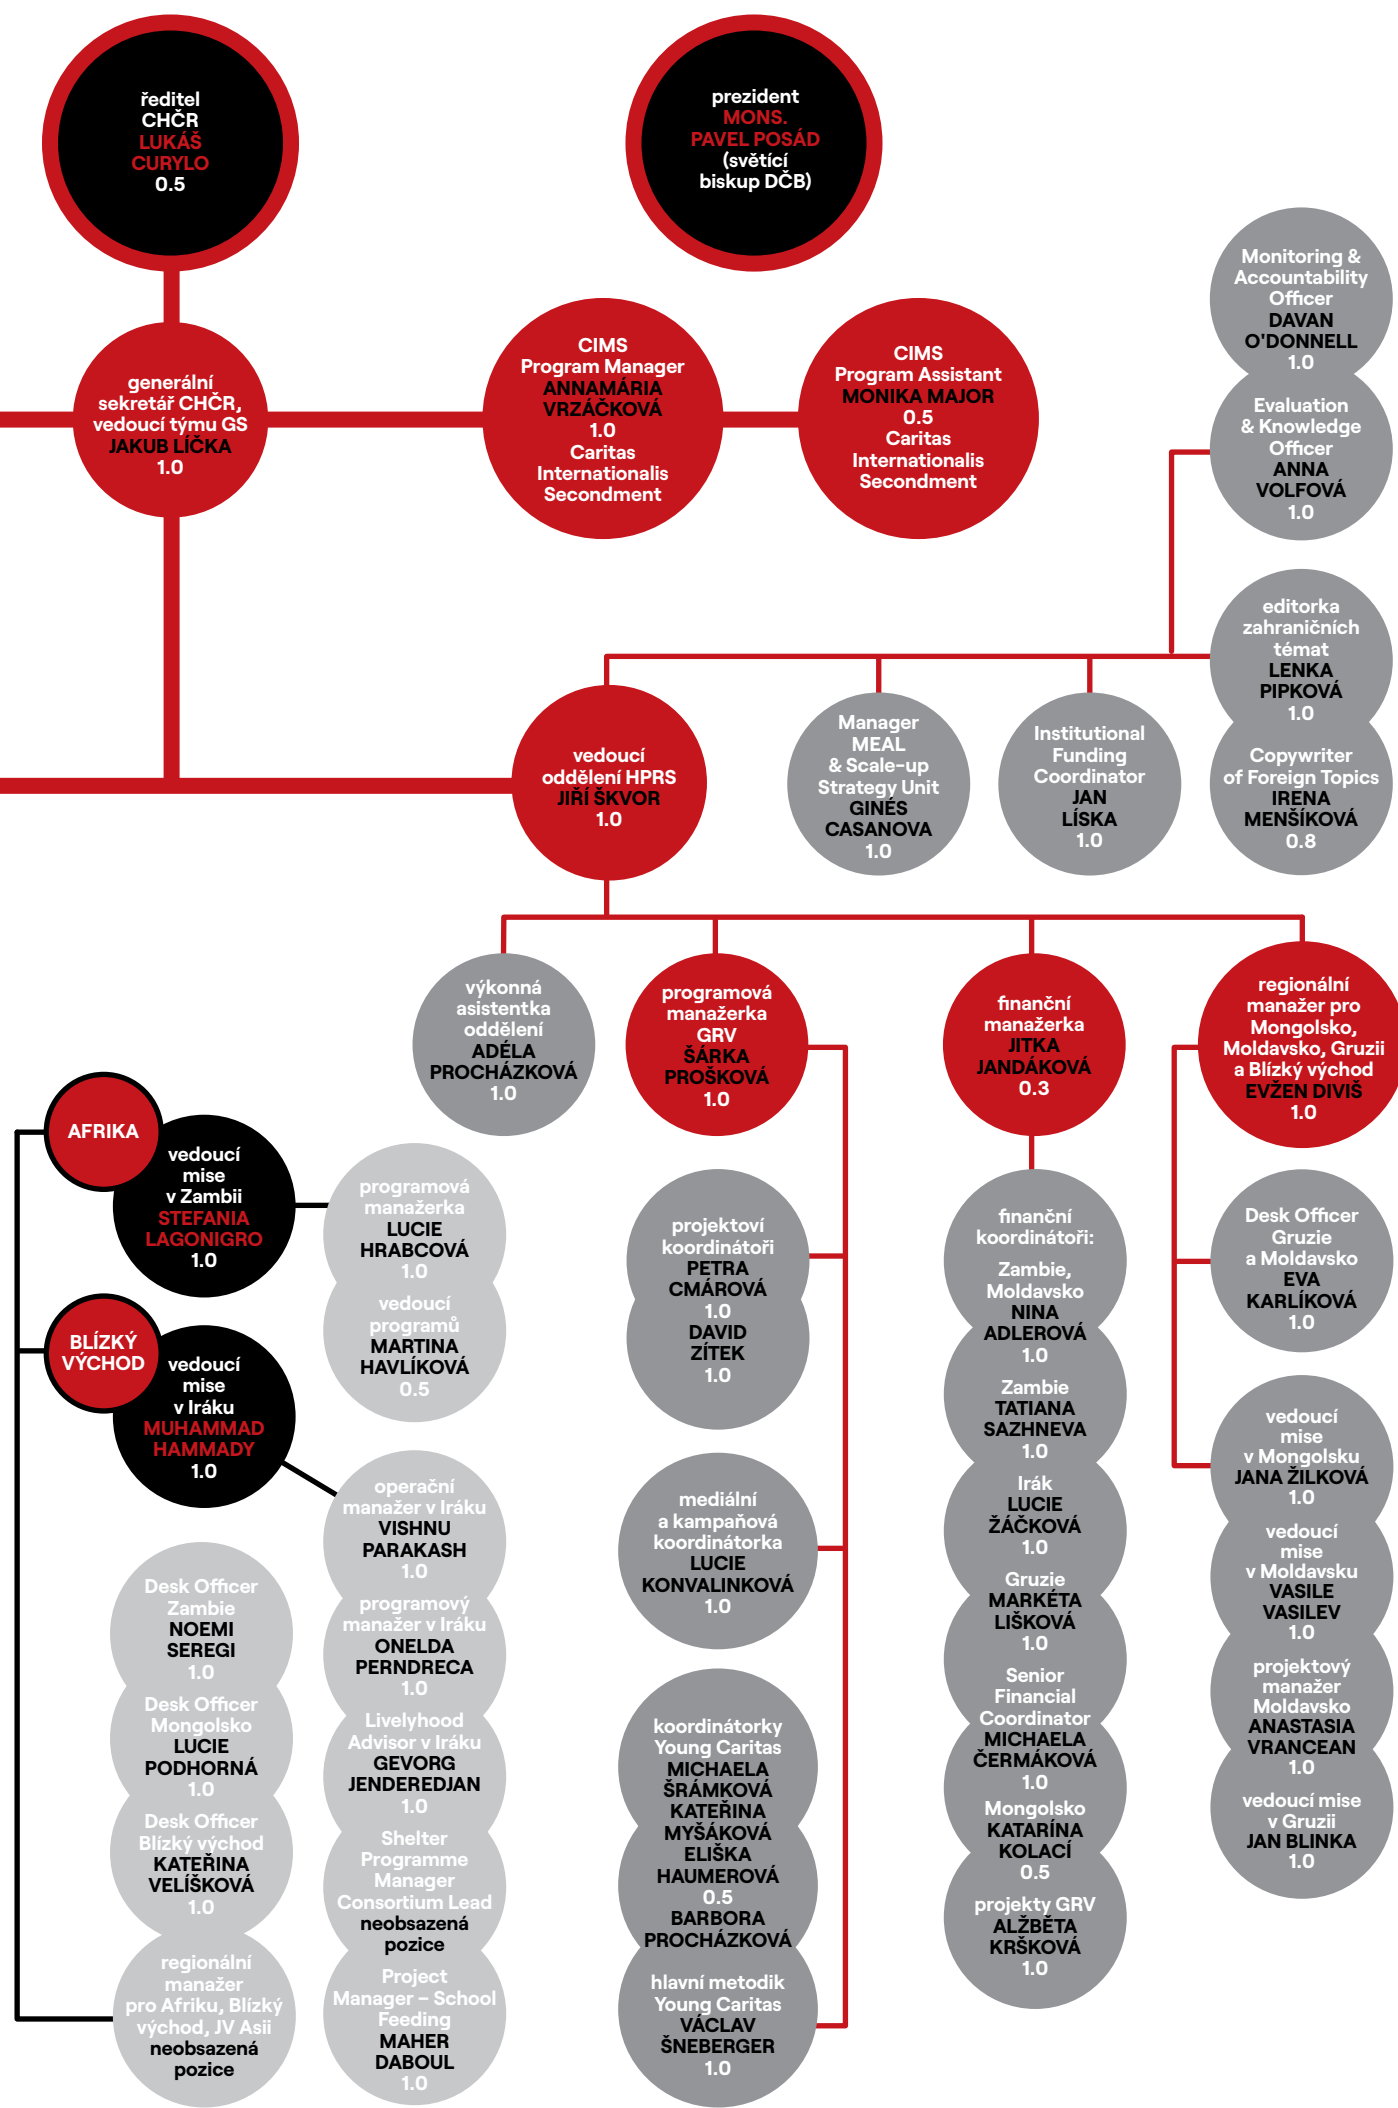 ředitel
CHČR
LUKÁŠ
CURYLO
0.5
prezident
MONS.
PAVEL POSÁD
(světící
biskup DČB)
generální
sekretář CHČR,
vedoucí týmu GS
JAKUB LÍČKA
1.0
CIMS
Program Manager
ANNAMÁRIA
VRZÁČKOVÁ
1.0
Caritas
Internationalis
Secondment
CIMS
Program Assistant
MONIKA MAJOR
0.5
Caritas
Internationalis
Secondment
Monitoring &
Accountability
Officer
DAVAN
O'DONNELL
1.0
Evaluation
& Knowledge
Officer
ANNA
VOLFOVÁ
1.0
editorka
zahraničních
témat
LENKA
PIPKOVÁ
1.0
Copywriter
of Foreign Topics
IRENA
MENŠÍKOVÁ
0.8
vedoucí
oddělení HPRS
JIŘÍ ŠKVOR
1.0
Manager
MEAL
& Scale-up
Strategy Unit
GINÉS
CASANOVA
1.0
Institutional
Funding
Coordinator
JAN
LÍSKA
1.0
výkonná
asistentka
oddělení
ADÉLA
PROCHÁZKOVÁ
1.0
programová
manažerka
GRV
ŠÁRKA
PROŠKOVÁ
1.0
finanční
manažerka
JITKA
JANDÁKOVÁ
0.3
regionální
manažer pro
Mongolsko,
Moldavsko, Gruzii
a Blízký východ
EVŽEN DIVIŠ
1.0
AFRIKA
vedoucí
mise
v Zambii
STEFANIA
LAGONIGRO
1.0
programová
manažerka
LUCIE
HRABCOVÁ
1.0
vedoucí
programů
MARTINA
HAVLÍKOVÁ
0.5
BLÍZKÝ
VÝCHOD
vedoucí
mise
v Iráku
MUHAMMAD
HAMMADY
1.0
operační
manažer v Iráku
VISHNU
PARAKASH
1.0
programový
manažer v Iráku
ONELDA
PERNDRECA
1.0
Livelyhood
Advisor v Iráku
GEVORG
JENDEREDJAN
1.0
Shelter
Programme
Manager
Consortium Lead
neobsazená
pozice
Project
Manager – School
Feeding
MAHER
DABOUL
1.0
Desk Officer
Zambie
NOEMI
SEREGI
1.0
Desk Officer
Mongolsko
LUCIE
PODHORNÁ
1.0
Desk Officer
Blízký východ
KATEŘINA
VELÍŠKOVÁ
1.0
regionální
manažer
pro Afriku, Blízký
východ, JV Asii
neobsazená
pozice
projektoví
koordinátoři
PETRA
CMÁROVÁ
1.0
DAVID
ZÍTEK
1.0
mediální
a kampaňová
koordinátorka
LUCIE
KONVALINKOVÁ
1.0
koordinátorky
Young Caritas
MICHAELA
ŠRÁMKOVÁ
KATEŘINA
MYŠÁKOVÁ
ELIŠKA
HAUMEROVÁ
0.5
BARBORA
PROCHÁZKOVÁ
hlavní metodik
Young Caritas
VÁCLAV
ŠNEBERGER
1.0
finanční
koordinátoři:
Zambie,
Moldavsko
NINA
ADLEROVÁ
1.0
Zambie
TATIANA
SAZHNEVA
1.0
Irák
LUCIE
ŽÁČKOVÁ
1.0
Gruzie
MARKÉTA
LIŠKOVÁ
1.0
Senior
Financial
Coordinator
MICHAELA
ČERMÁKOVÁ
1.0
Mongolsko
KATARÍNA
KOLACÍ
0.5
projekty GRV
ALŽBĚTA
KRŠKOVÁ
1.0
Desk Officer
Gruzie
a Moldavsko
EVA
KARLÍKOVÁ
1.0
vedoucí
mise
v Mongolsku
JANA ŽILKOVÁ
1.0
vedoucí
mise
v Moldavsku
VASILE
VASILEV
1.0
projektový
manažer
Moldavsko
ANASTASIA
VRANCEAN
1.0
vedoucí mise
v Gruzii
JAN BLINKA
1.0